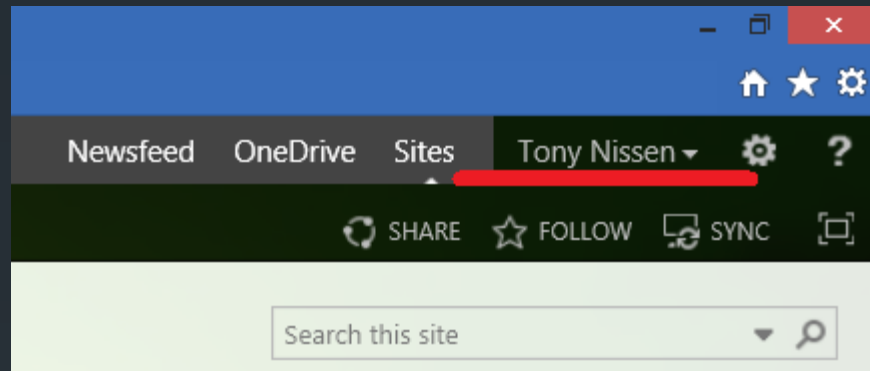 Newsfeed OneDrive Sites Tony Nissen ?
SHARE FOLLOW SYNC
Search this site